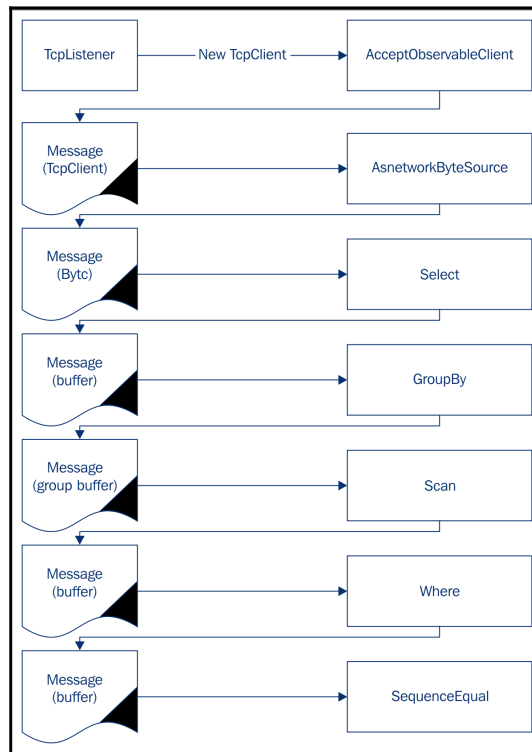 TcpListener
New TcpClient
AcceptObservableClient
Message
(TcpClient)
AsnetworkByteSource
Message
(Bytc)
Select
Message
(buffer)
GroupBy
Message
(group buffer)
Scan
Message
(buffer)
Where
Message
(buffer)
SequenceEqual